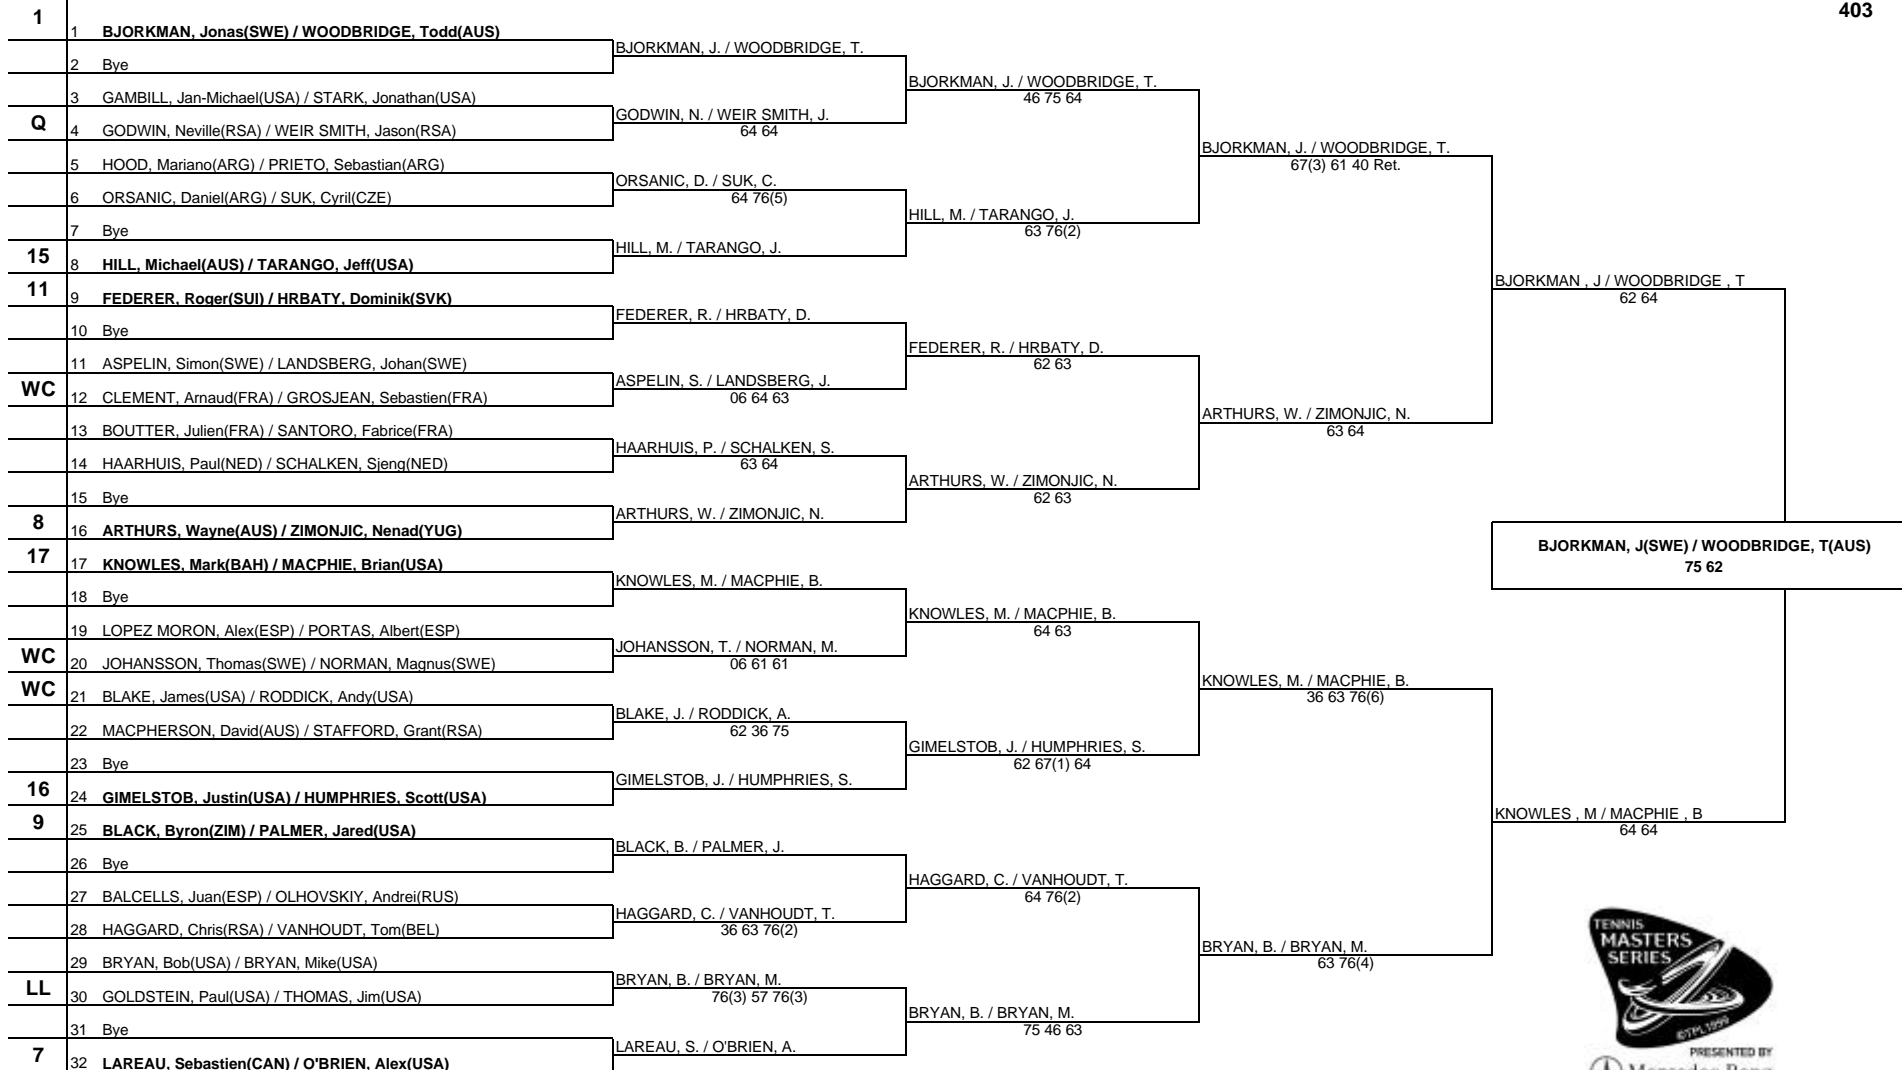 403
1
1 BJORKMAN, Jonas(SWE) / WOODBRIDGE, Todd(AUS)
2 Bye
3 GAMBILL, Jan-Michael(USA) / STARK, Jonathan(USA)
Q
4 GODWIN, Neville(RSA) / WEIR SMITH, Jason(RSA)
5 HOOD, Mariano(ARG) / PRIETO, Sebastian(ARG)
6 ORSANIC, Daniel(ARG) / SUK, Cyril(CZE)
7 Bye
15
8 HILL, Michael(AUS) / TARANGO, Jeff(USA)
11
9 FEDERER, Roger(SUI) / HRBATY, Dominik(SVK)
10 Bye
11 ASPELIN, Simon(SWE) / LANDSBERG, Johan(SWE)
WC
12 CLEMENT, Arnaud(FRA) / GROSJEAN, Sebastien(FRA)
13 BOUTTER, Julien(FRA) / SANTORO, Fabrice(FRA)
14 HAARHUIS, Paul(NED) / SCHALKEN, Sjeng(NED)
15 Bye
8
16 ARTHURS, Wayne(AUS) / ZIMONJIC, Nenad(YUG)
17
17 KNOWLES, Mark(BAH) / MACPHIE, Brian(USA)
18 Bye
19 LOPEZ MORON, Alex(ESP) / PORTAS, Albert(ESP)
WC
20 JOHANSSON, Thomas(SWE) / NORMAN, Magnus(SWE)
WC
21 BLAKE, James(USA) / RODDICK, Andy(USA)
22 MACPHERSON, David(AUS) / STAFFORD, Grant(RSA)
23 Bye
16
24 GIMELSTOB, Justin(USA) / HUMPHRIES, Scott(USA)
9
25 BLACK, Byron(ZIM) / PALMER, Jared(USA)
26 Bye
27 BALCELLS, Juan(ESP) / OLHOVSKIY, Andrei(RUS)
28 HAGGARD, Chris(RSA) / VANHOUDT, Tom(BEL)
29 BRYAN, Bob(USA) / BRYAN, Mike(USA)
LL
30 GOLDSTEIN, Paul(USA) / THOMAS, Jim(USA)
31 Bye
7
32 LAREAU, Sebastien(CAN) / O'BRIEN, Alex(USA)
BJORKMAN, J. / WOODBRIDGE, T.
GODWIN, N. / WEIR SMITH, J.
64 64
ORSANIC, D. / SUK, C.
64 76(5)
HILL, M. / TARANGO, J.
FEDERER, R. / HRBATY, D.
ASPELIN, S. / LANDSBERG, J.
06 64 63
HAARHUIS, P. / SCHALKEN, S.
63 64
ARTHURS, W. / ZIMONJIC, N.
KNOWLES, M. / MACPHIE, B.
JOHANSSON, T. / NORMAN, M.
06 61 61
BLAKE, J. / RODDICK, A.
62 36 75
GIMELSTOB, J. / HUMPHRIES, S.
BLACK, B. / PALMER, J.
HAGGARD, C. / VANHOUDT, T.
36 63 76(2)
BRYAN, B. / BRYAN, M.
76(3) 57 76(3)
LAREAU, S. / O'BRIEN, A.
BJORKMAN, J. / WOODBRIDGE, T.
46 75 64
HILL, M. / TARANGO, J.
63 76(2)
FEDERER, R. / HRBATY, D.
62 63
ARTHURS, W. / ZIMONJIC, N.
62 63
KNOWLES, M. / MACPHIE, B.
64 63
GIMELSTOB, J. / HUMPHRIES, S.
62 67(1) 64
HAGGARD, C. / VANHOUDT, T.
64 76(2)
BRYAN, B. / BRYAN, M.
75 46 63
BJORKMAN, J. / WOODBRIDGE, T.
67(3) 61 40 Ret.
ARTHURS, W. / ZIMONJIC, N.
63 64
KNOWLES, M. / MACPHIE, B.
36 63 76(6)
BRYAN, B. / BRYAN, M.
63 76(4)
BJORKMAN , J / WOODBRIDGE , T
62 64
KNOWLES , M / MACPHIE , B
64 64
BJORKMAN, J(SWE) / WOODBRIDGE, T(AUS)
75 62
TENNIS
MASTERS
SERIES
©TPL 1999
PRESENTED BY
Mercedes-Benz